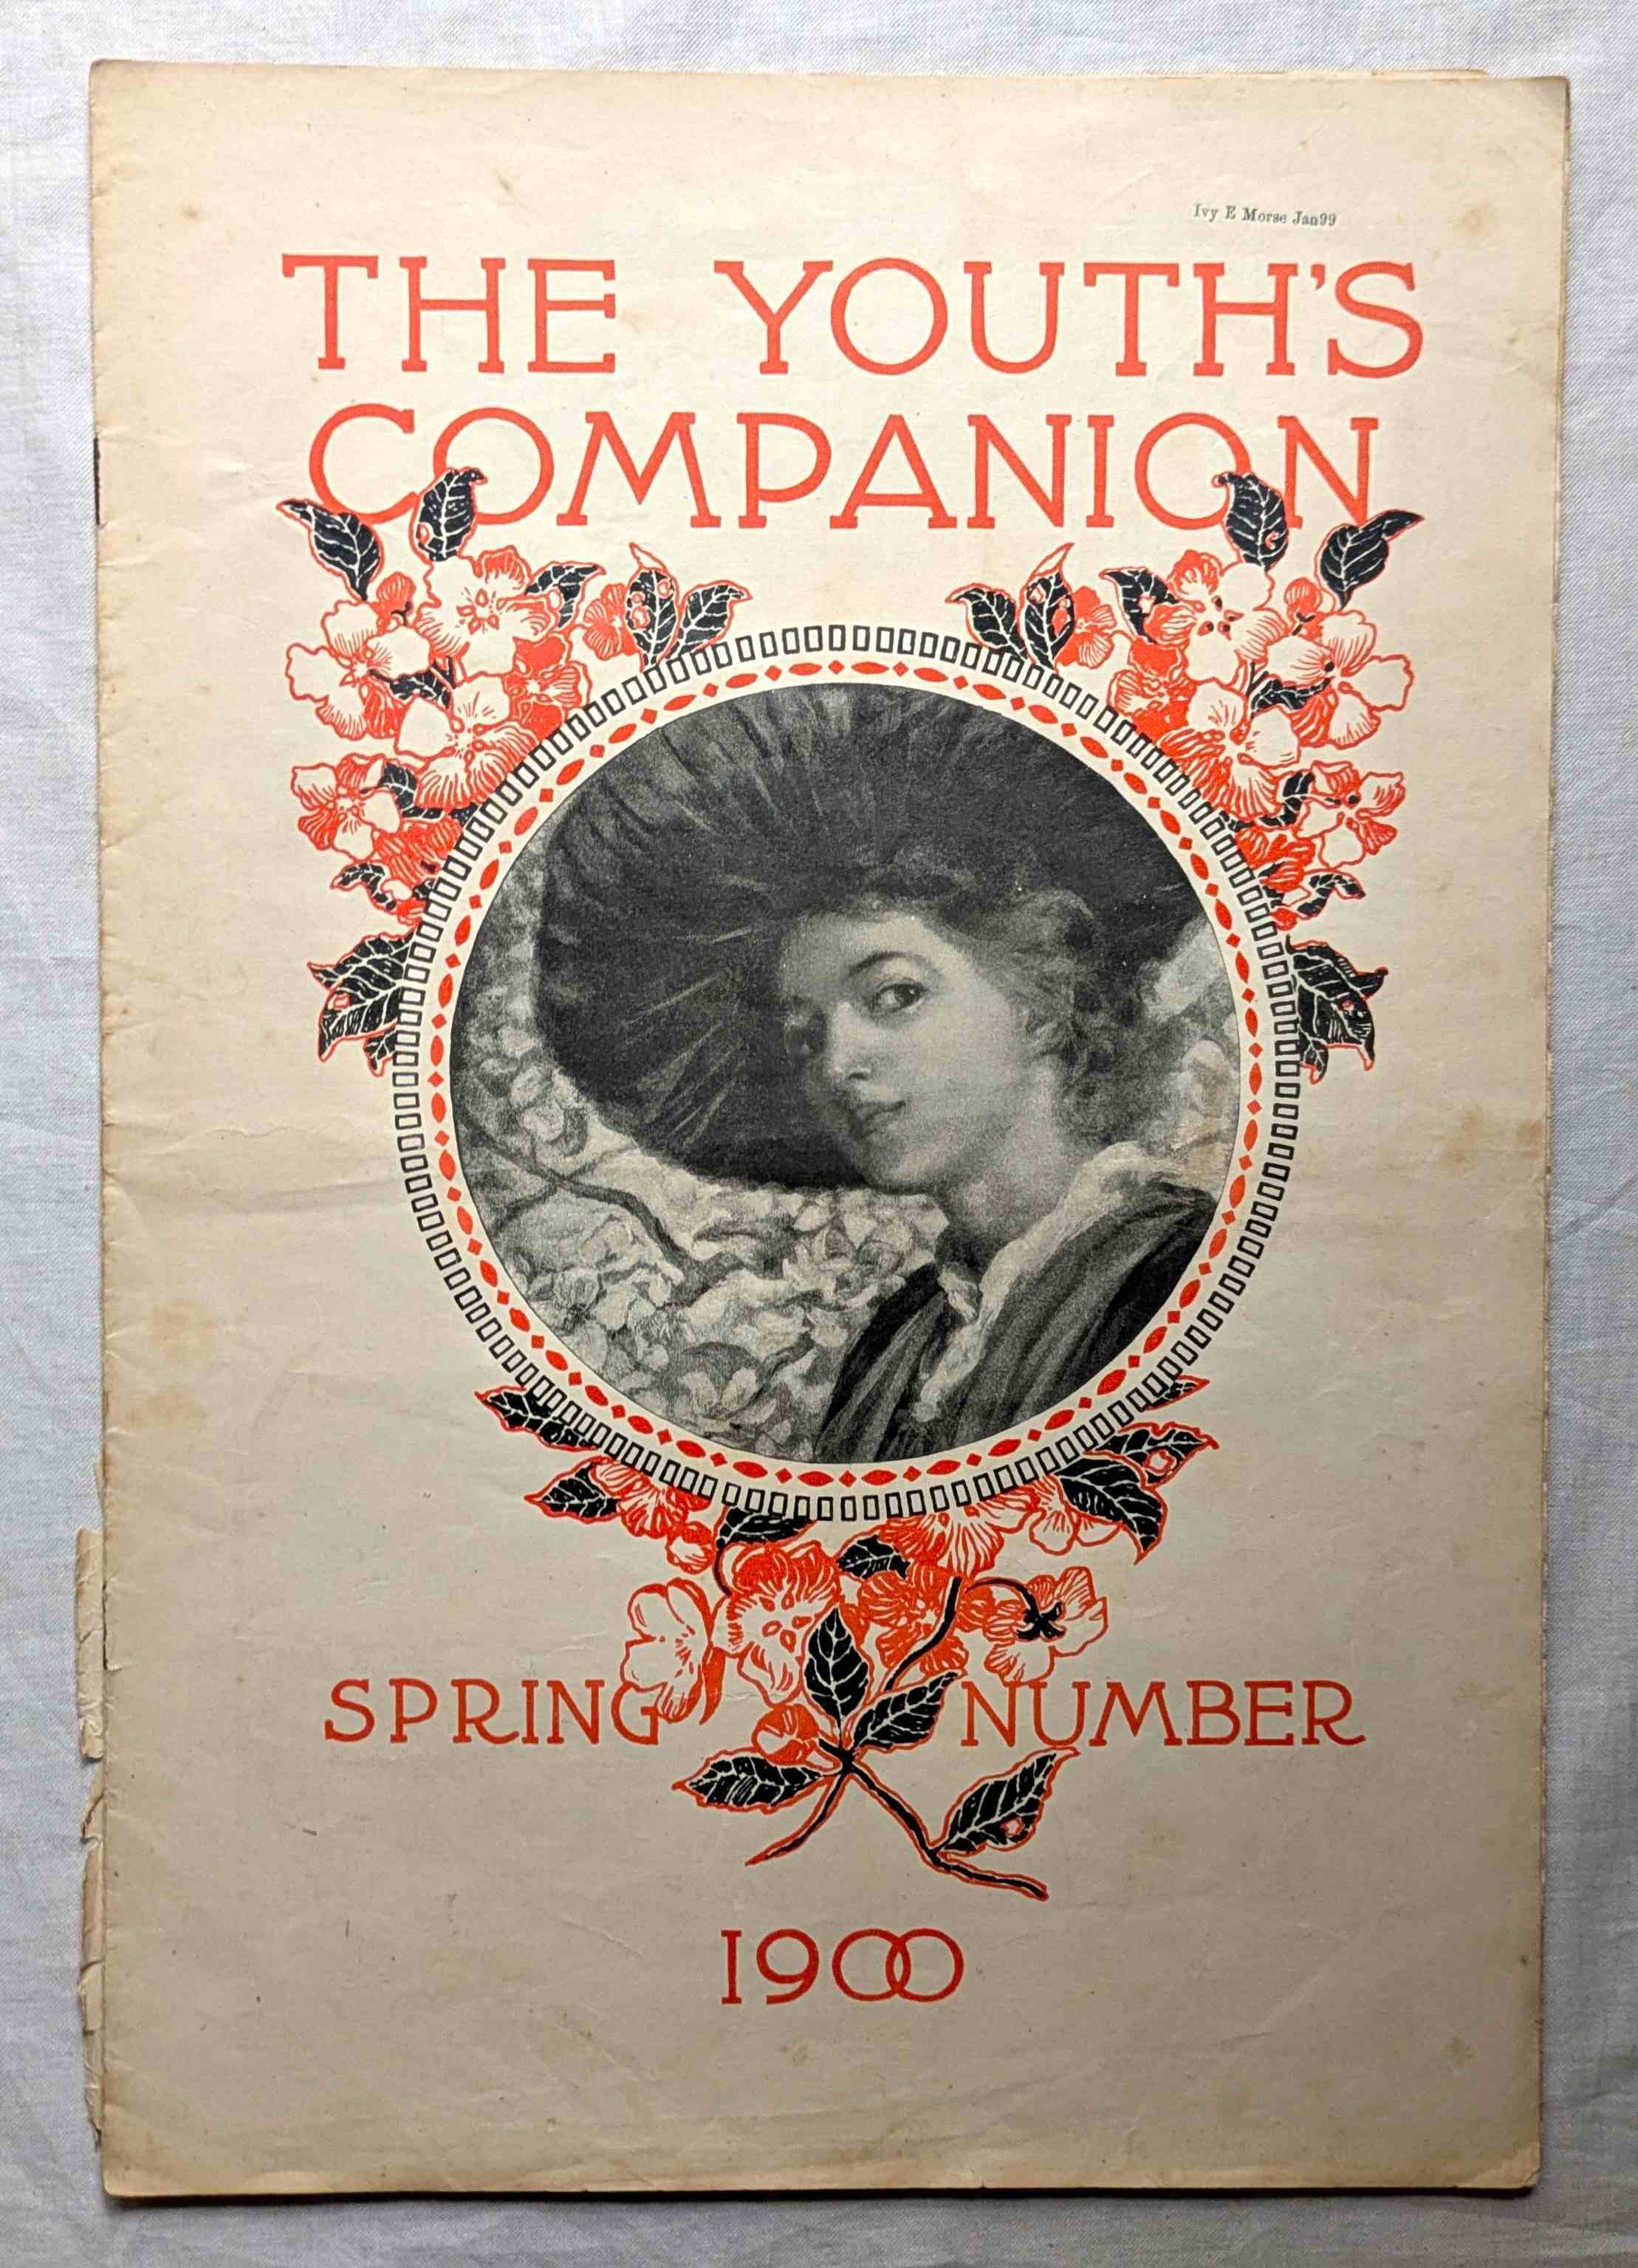 Ivy E Morse Jan99
THE YOUTH'S
COMPANION
SPRING NUMBER
1900